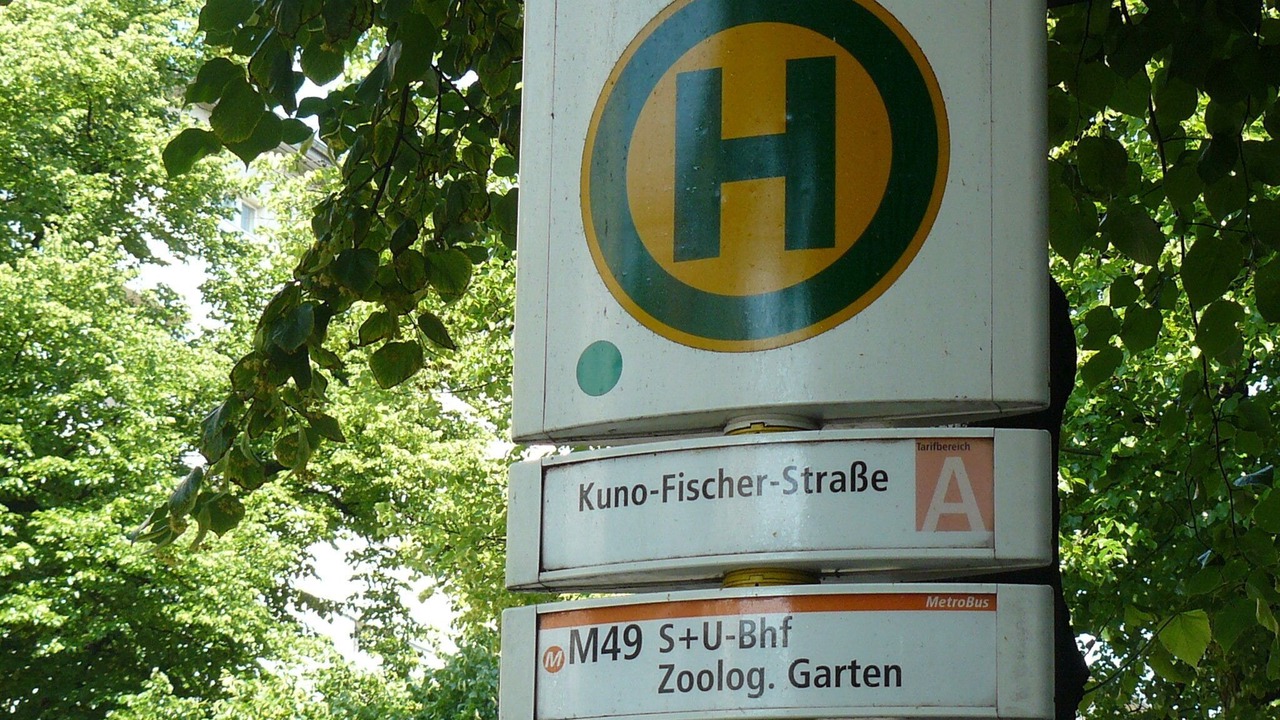 H
Kuno-Fischer-Straße
Tarifbereich
A
MetroBus
M M49 S+U-Bhf
Zoolog. Garten